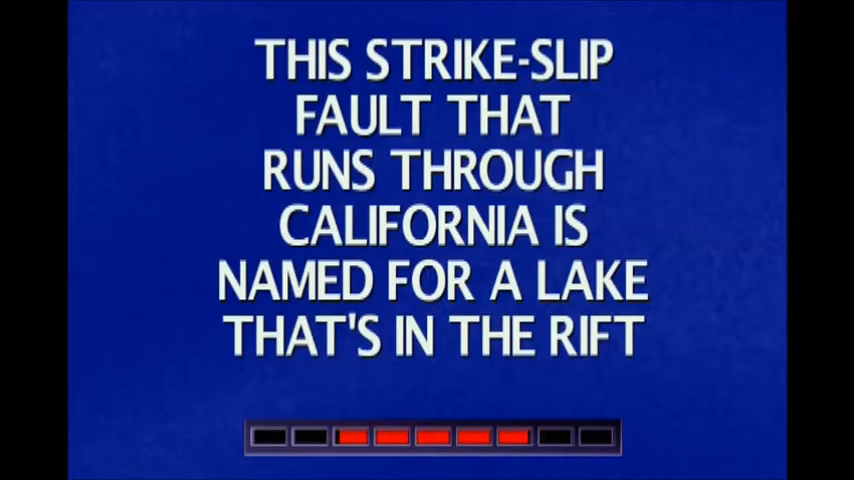 THIS STRIKE-SLIP
FAULT THAT
RUNS THROUGH
CALIFORNIA IS
NAMED FOR A LAKE
THAT'S IN THE RIFT